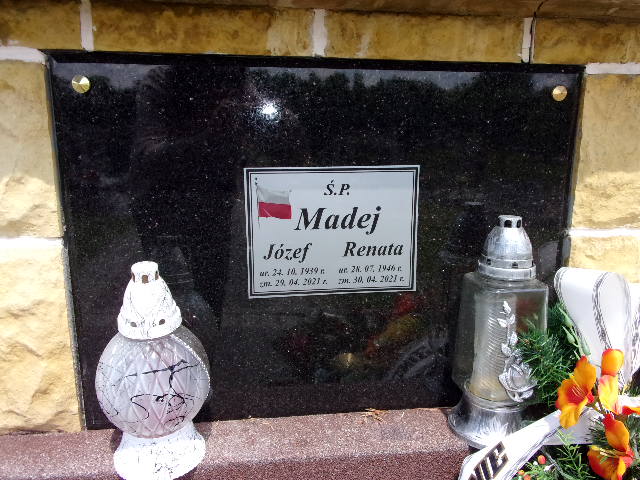 Ś.P.
Madej
Józef Renata
ur. 24. 10. 1939 r. ur. 28. 07. 1946 r.
zm. 29. 04. 2021 r. zm. 30. 04. 2021 r.